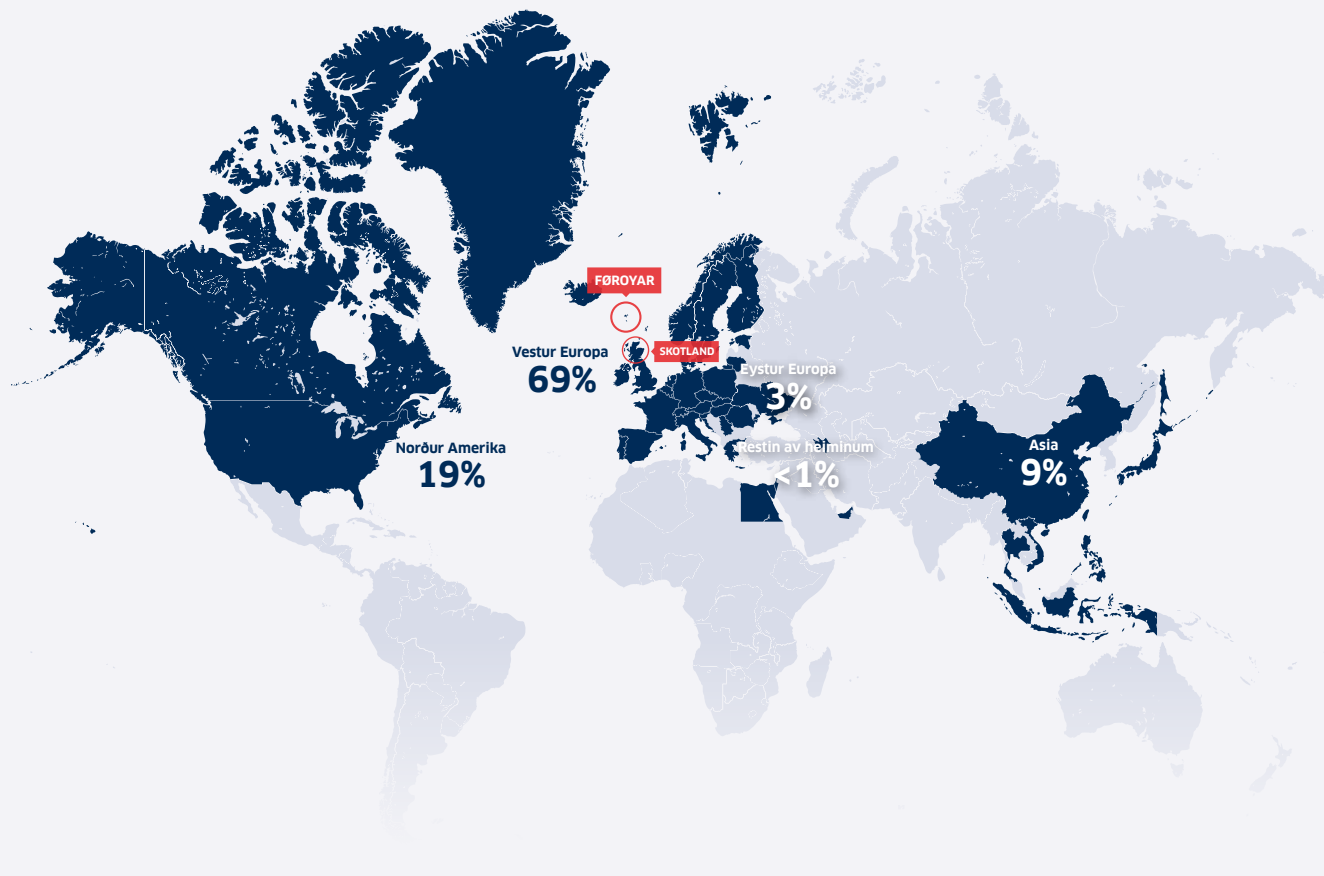 FØROYAR
SKOTLAND
Vestur Europa
69%
Eystur Europa
3%
Norður Amerika
19%
Restin av heiminum
<1%
Asia
9%